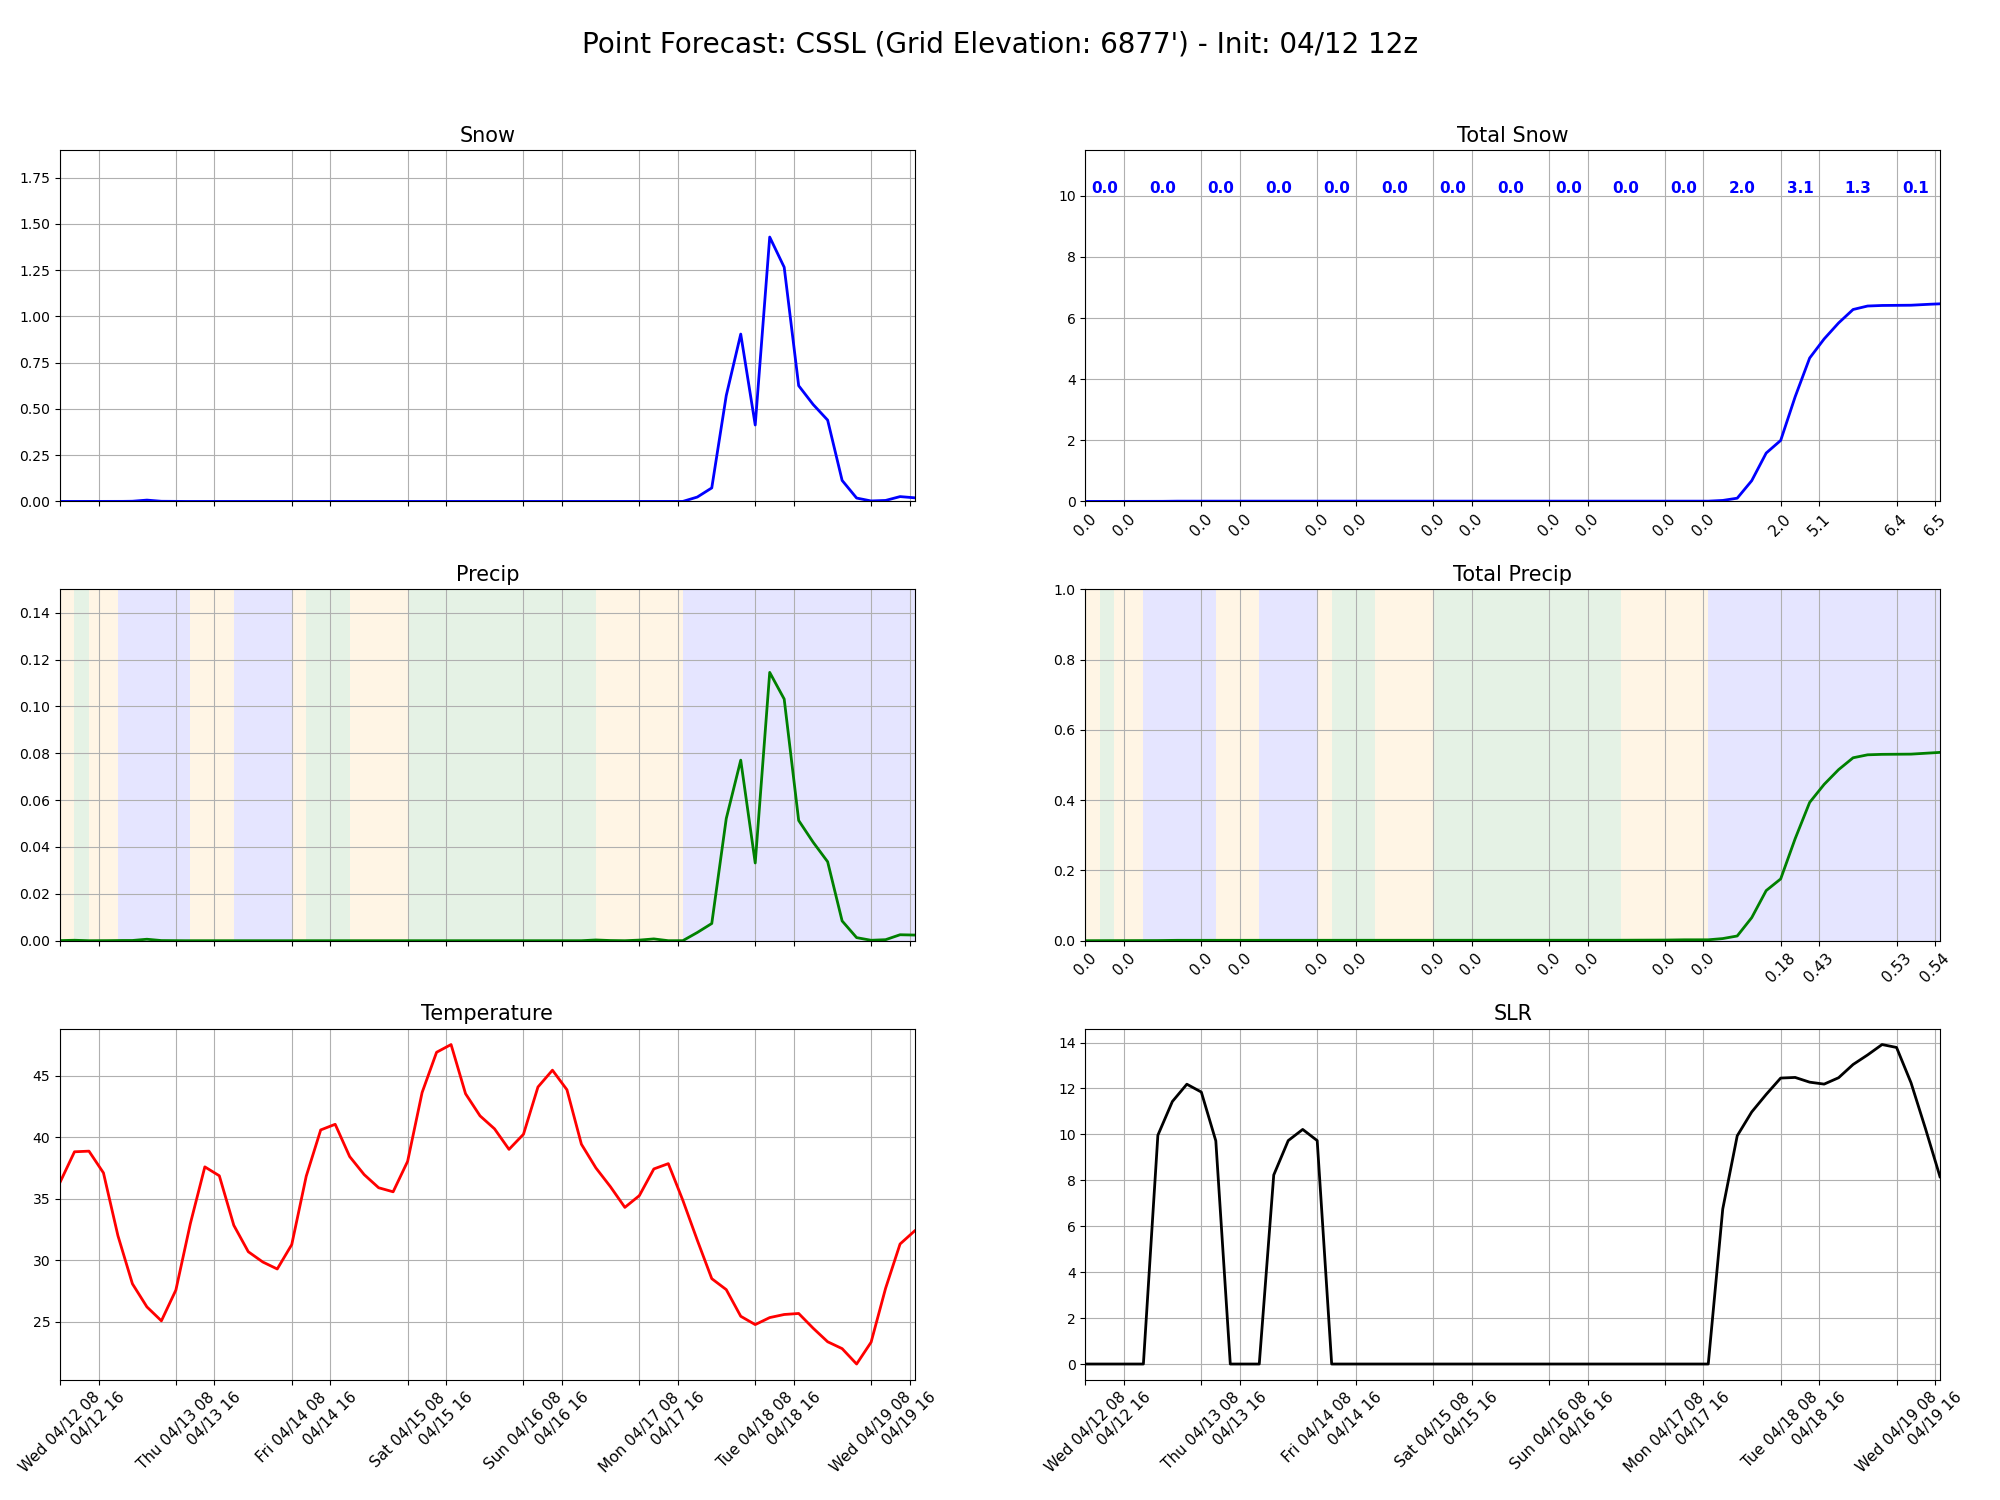 Point Forecast: CSSL (Grid Elevation: 6877') - Init: 04/12 12z
Snow
1.75
1.50
1.25
1.00
0.75
0.50
0.25
0.00
Total Snow
0.0 0.0 0.0 0.0 0.0 0.0 0.0 0.0 0.0 0.0 0.0 2.0 3.1 1.3 0.1
10
8
6
4
2
0
0.0 0.0 0.0 0.0 0.0 0.0 0.0 0.0 0.0 0.0 0.0 0.0 2.0 5.1 6.4 6.5
Precip
0.14
0.12
0.10
0.08
0.06
0.04
0.02
0.00
Total Precip
1.0
0.8
0.6
0.4
0.2
0.0
0.0 0.0 0.0 0.0 0.0 0.0 0.0 0.0 0.0 0.0 0.0 0.0 0.18 0.43 0.53 0.54
Temperature
45
40
35
30
25
Wed 04/12 08
04/12 16
Thu 04/13 08
04/13 16
Fri 04/14 08
04/14 16
Sat 04/15 08
04/15 16
Sun 04/16 08
04/16 16
Mon 04/17 08
04/17 16
Tue 04/18 08
04/18 16
Wed 04/19 08
04/19 16
SLR
14
12
10
8
6
4
2
0
Wed 04/12 08
04/12 16
Thu 04/13 08
04/13 16
Fri 04/14 08
04/14 16
Sat 04/15 08
04/15 16
Sun 04/16 08
04/16 16
Mon 04/17 08
04/17 16
Tue 04/18 08
04/18 16
Wed 04/19 08
04/19 16